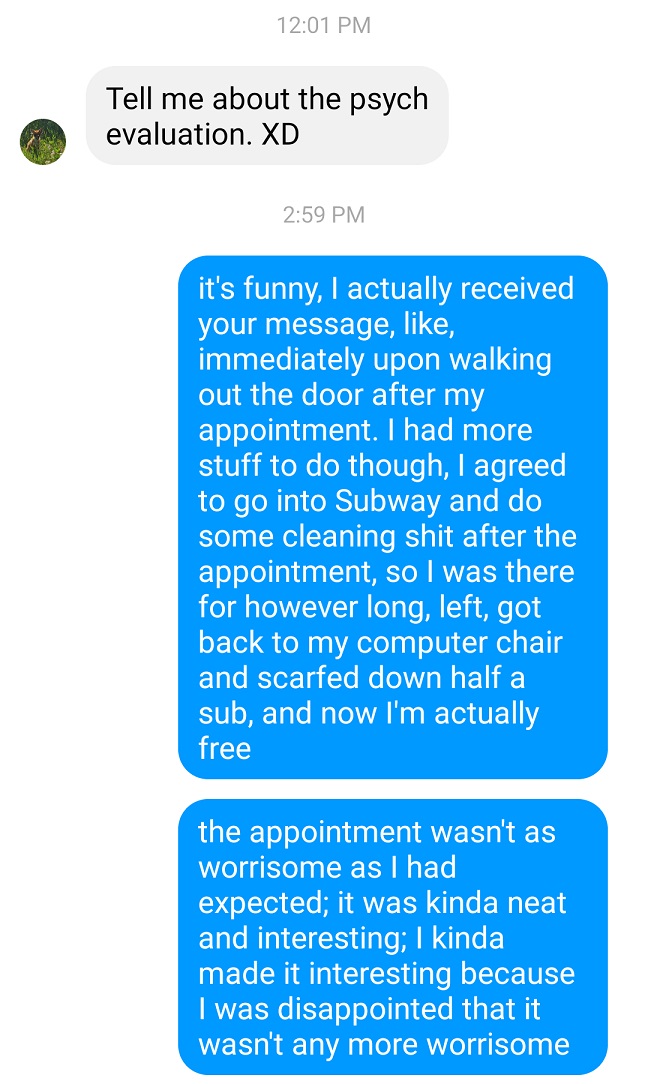 12:01 PM
Tell me about the psych
evaluation. XD
2:59 PM
it's funny, I actually received
your message, like,
immediately upon walking
out the door after my
appointment. I had more
stuff to do though, I agreed
to go into Subway and do
some cleaning shit after the
appointment, so I was there
for however long, left, got
back to my computer chair
and scarfed down half a
sub, and now I'm actually
free
the appointment wasn't as
worrisome as I had
expected; it was kinda neat
and interesting; I kinda
made it interesting because
I was disappointed that it
wasn't any more worrisome